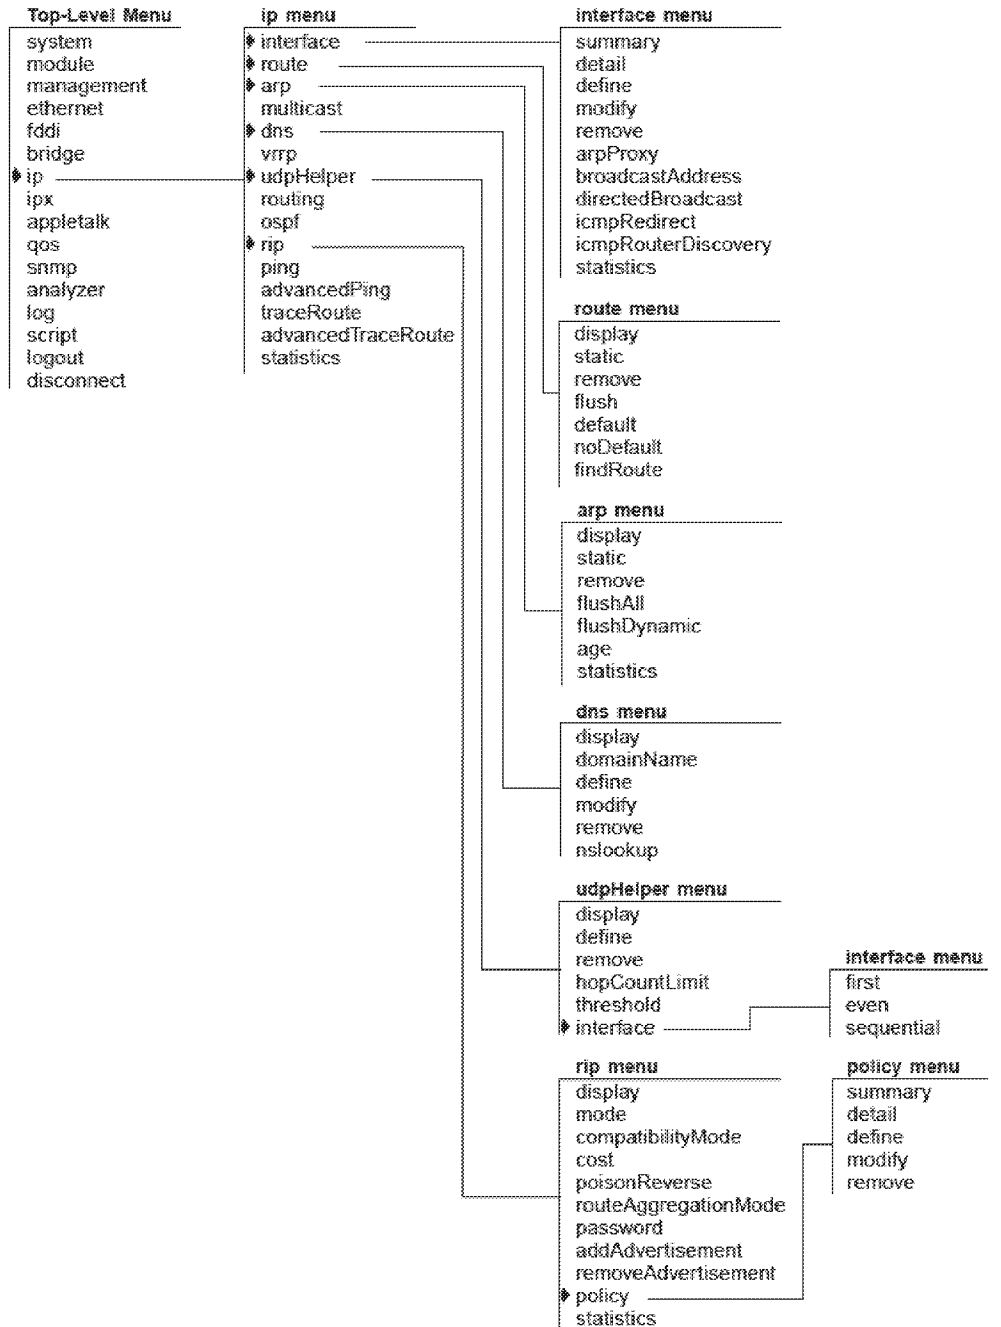 Top-Level Menu
system
module
management
ethernet
fddi
bridge
ip
ipx
appletalk
qos
snmp
analyzer
log
script
logout
disconnect
ip menu
interface
route
arp
multicast
dns
vrrp
udpHelper
routing
ospf
rip
ping
advancedPing
traceRoute
advancedTraceRoute
statistics
interface menu
summary
detail
define
modify
remove
arpProxy
broadcastAddress
directedBroadcast
icmpRedirect
icmpRouterDiscovery
statistics
route menu
display
static
remove
flush
default
noDefault
findRoute
arp menu
display
static
remove
flushAll
flushDynamic
age
statistics
dns menu
display
domainName
define
modify
remove
nslookup
udpHelper menu
display
define
remove
hopCountLimit
threshold
interface
interface menu
first
even
sequential
rip menu
display
mode
compatibilityMode
cost
poisonReverse
routeAggregationMode
password
addAdvertisement
removeAdvertisement
policy
statistics
policy menu
summary
detail
define
modify
remove